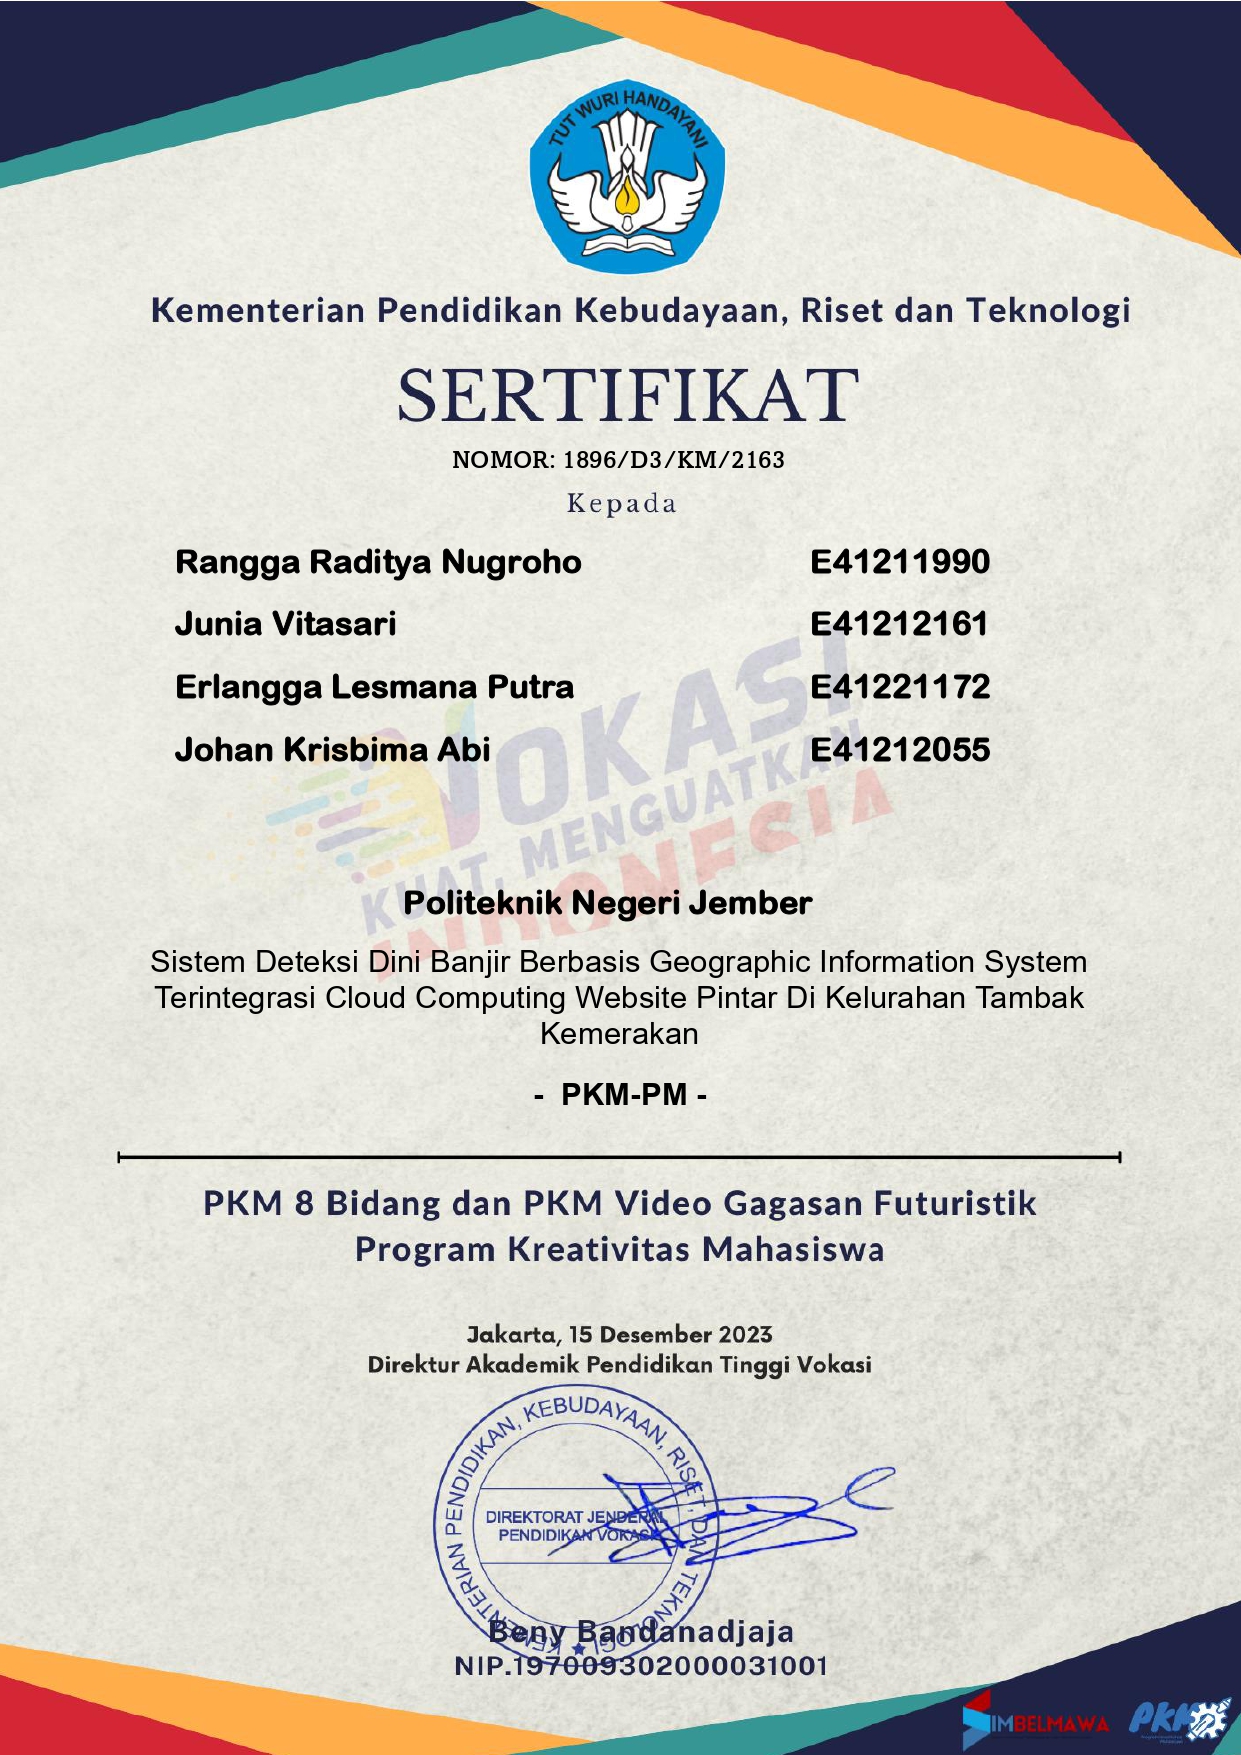 TUT WURI HANDAYANI
Kementerian Pendidikan Kebudayaan, Riset dan Teknologi
SERTIFIKAT
NOMOR: 1896/D3/KM/2163
Kepada
Rangga Raditya Nugroho E41211990
Junia Vitasari E41212161
Erlangga Lesmana Putra E41221172
Johan Krisbima Abi E41212055
VOKASI
KUAT, MENGUATKAN
INDONESIA
Politeknik Negeri Jember
Sistem Deteksi Dini Banjir Berbasis Geographic Information System
Terintegrasi Cloud Computing Website Pintar Di Kelurahan Tambak
Kemerakan
- PKM-PM -
PKM 8 Bidang dan PKM Video Gagasan Futuristik
Program Kreativitas Mahasiswa
Jakarta, 15 Desember 2023
Direktur Akademik Pendidikan Tinggi Vokasi
KEMENTERIAN PENDIDIKAN, KEBUDAYAAN, RISET, DAN TEKNOLOGI
DIREKTORAT JENDERAL
PENDIDIKAN VOKASI
Beny Bandanadjaja
NIP.197009302000031001
SIMBELMAWA
PKM